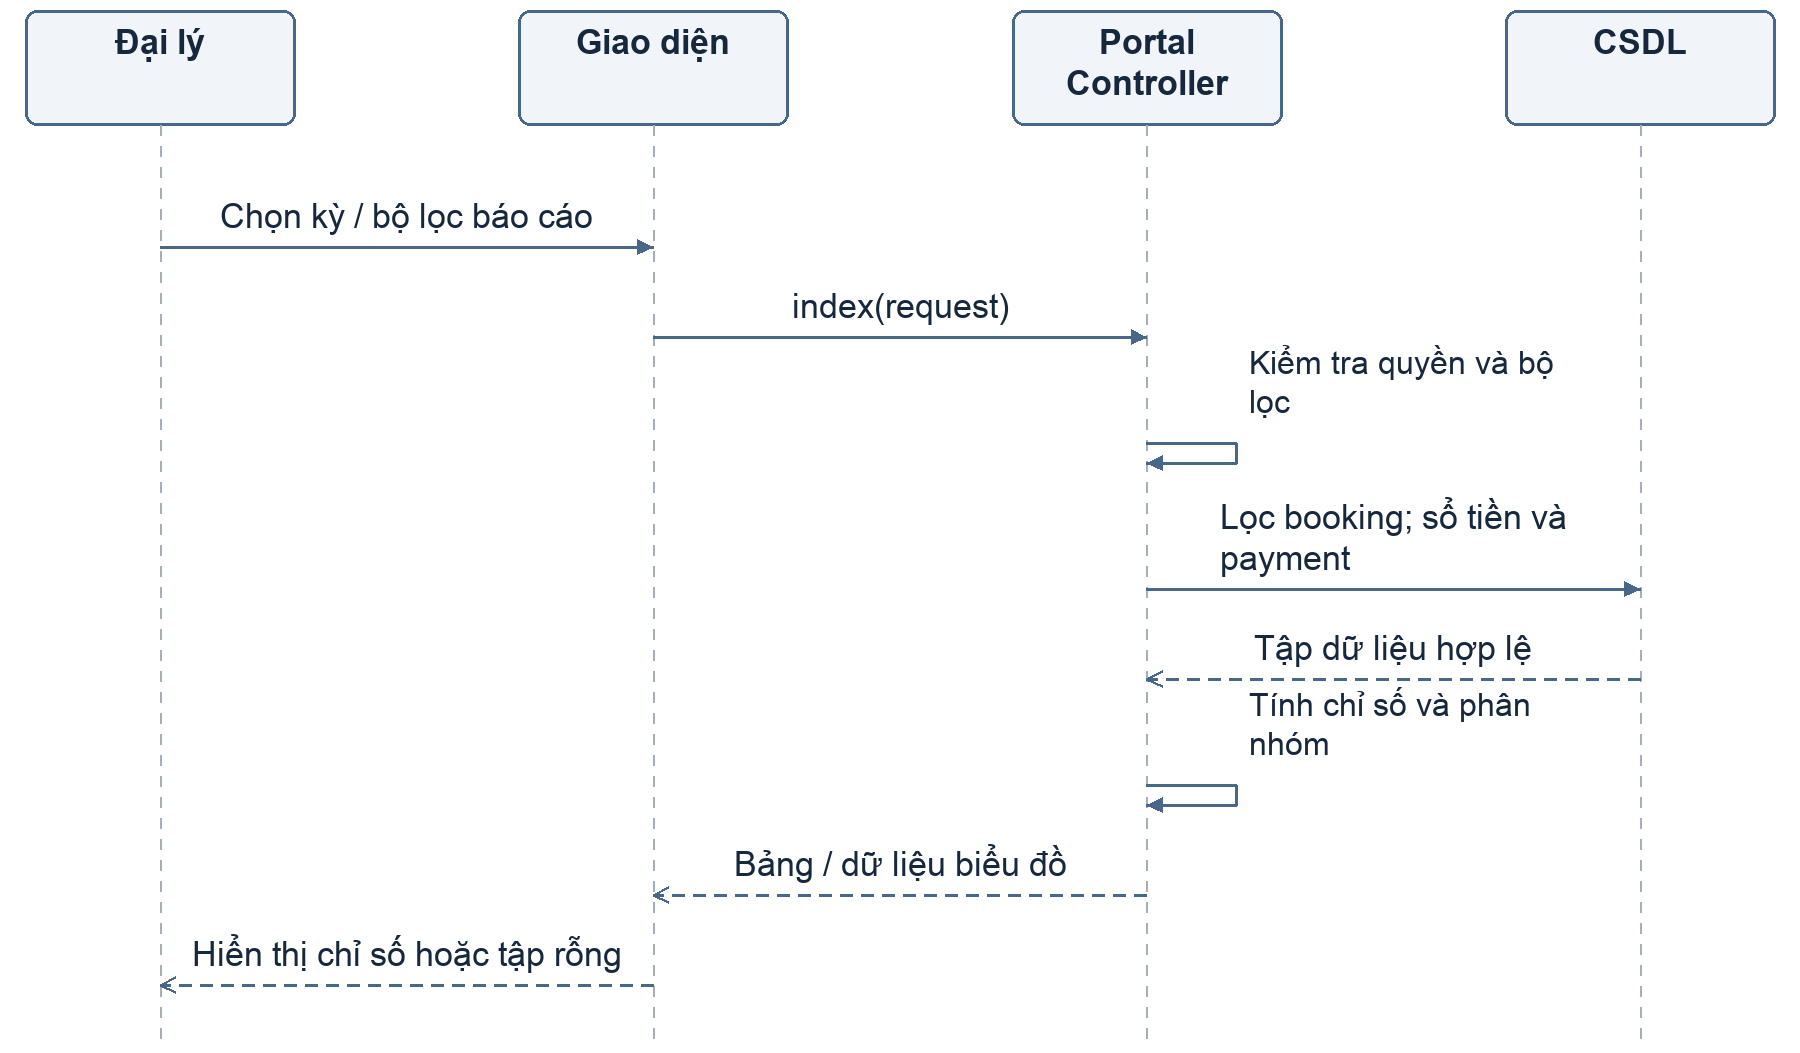 Đại lý
Giao diện
Portal
Controller
CSDL
Chọn kỳ / bộ lọc báo cáo
index(request)
Kiểm tra quyền và bộ
lọc
Lọc booking; sổ tiền và
payment
Tập dữ liệu hợp lệ
Tính chỉ số và phân
nhóm
Bảng / dữ liệu biểu đồ
Hiển thị chỉ số hoặc tập rỗng